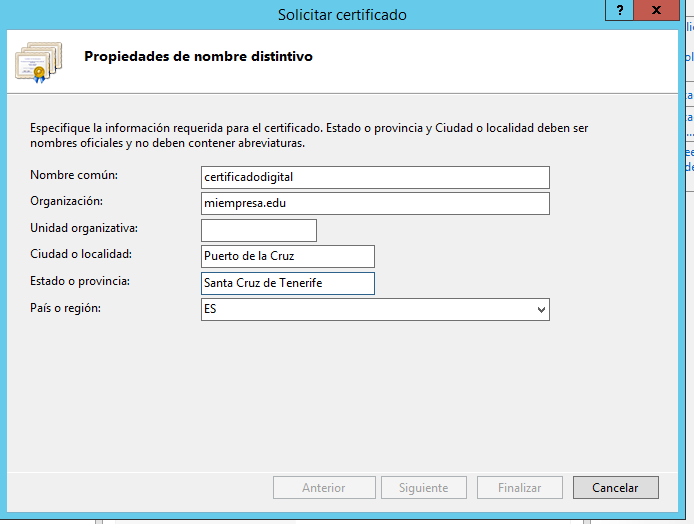 Solicitar certificado
?
x
Propiedades de nombre distintivo
Especifique la información requerida para el certificado. Estado o provincia y Ciudad o localidad deben ser
nombres oficiales y no deben contener abreviaturas.
Nombre común: certificadodigital
Organización: miempresa.edu
Unidad organizativa:
Ciudad o localidad: Puerto de la Cruz
Estado o provincia: Santa Cruz de Tenerife
País o región: ES
Anterior Siguiente Finalizar Cancelar